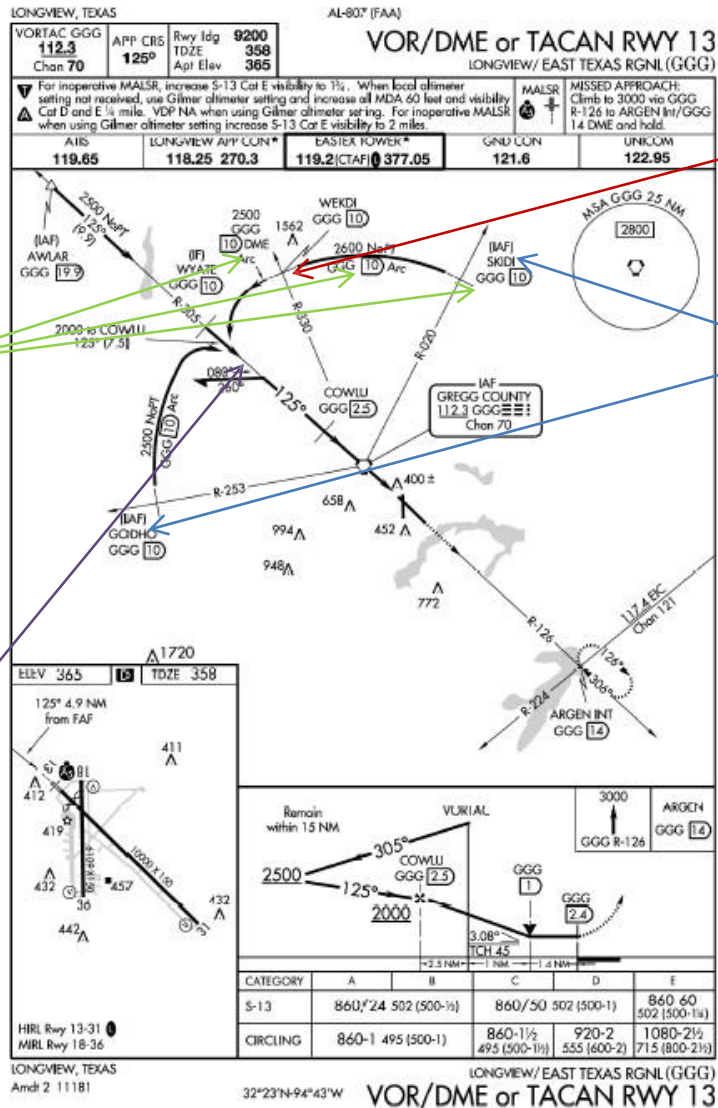 LONGVIEW, TEXAS
AL-807 (FAA)
VORTAC GGG
112.3
Chan 70
APP CRS
125°
Rwy ldg 9200
TDZE 358
Apt Elev 365
VOR/DME or TACAN RWY 13
LONGVIEW/ EAST TEXAS RGNL (GGG)
For inoperative MALSR, increase S-13 Cat E visibility to 1¾. When local altimeter
setting not received, use Gilmer altimeter setting and increase all MDA 60 feet and visibility
Cat D and E ¼ mile. VDP NA when using Gilmer altimeter setting. For inoperative MALSR
when using Gilmer altimeter setting increase S-13 Cat E visibility to 2 miles.
MALSR
MISSED APPROACH:
Climb to 3000 via GGG
R-126 to ARGEN Int/GGG
14 DME and hold.
ATIS
119.65
LONGVIEW APP CON*
118.25 270.3
EASTEX TOWER*
119.2 (CTAF) 377.05
GND CON
121.6
UNICOM
122.95
2500 NoPT
125°
(9.9)
(IAF)
AWLAR
GGG 19.9
(IF)
WYATE
GGG 10
2500
GGG
10 DME
Arc
WEKDI
GGG 10
1562
2600 NoPT
GGG 10 Arc
(IAF)
SKIDI
GGG 10
MSA GGG 25 NM
2800
R-305
2000 to COWLU
125° (7.5)
R-330
R-020
080°
260°
125°
COWLU
GGG 2.5
IAF
GREGG COUNTY
112.3 GGG
Chan 70
2500 NoPT
GGG 10 Arc
R-253
(IAF)
GGG 10
400 ±
658
452
994
948
772
R-126
117.4 EIC
Chan 121
126°
306°
R-224
ARGEN INT
GGG 14
1720
ELEV 365
D
TDZE 358
125° 4.9 NM
from FAF
411
412
13
18
419
6109 X 150
10000 X 150
432
457
432
36
31
442
HIRL Rwy 13-31
MIRL Rwy 18-36
Remain
within 15 NM
VORTAC
305°
2500
125°
COWLU
GGG 2.5
2000
GGG
1
GGG
2.4
3.08°
TCH 45
2.5 NM
1 NM
1.4 NM
3000
GGG R-126
ARGEN
GGG 14
CATEGORY A B C D E
S-13 860/24 502 (500-½) 860/50 502 (500-1) 860 60
502 (500-1¼)
CIRCLING 860-1 495 (500-1) 860-1½
495 (500-1½) 920-2
555 (600-2) 1080-2½
715 (800-2½)
LONGVIEW, TEXAS
Amdt 2 11181
32°23'N-94°43'W
LONGVIEW/ EAST TEXAS RGNL (GGG)
VOR/DME or TACAN RWY 13